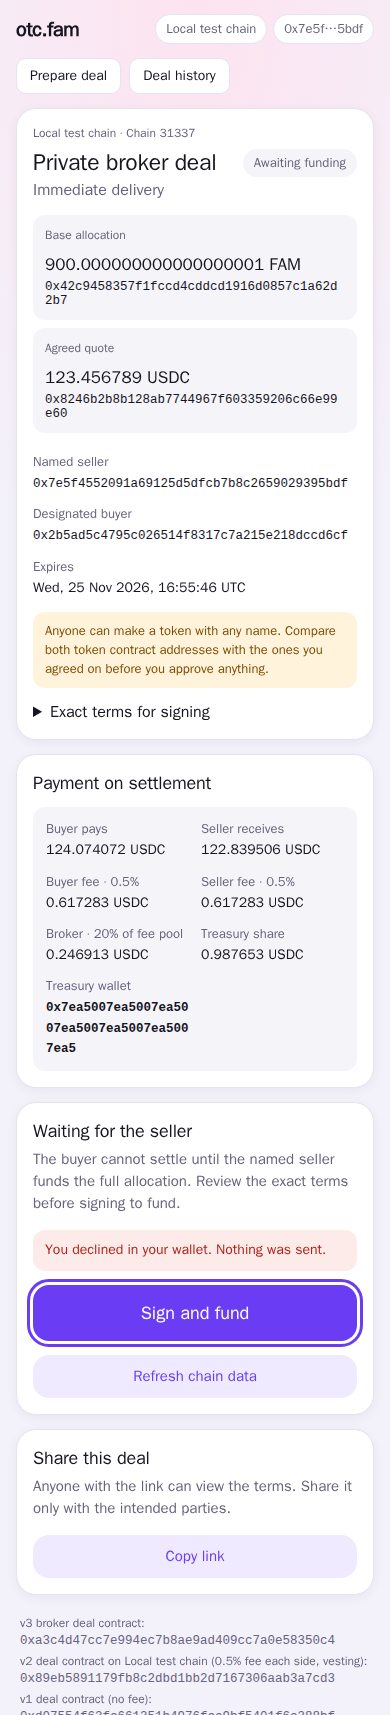 otc.fam
Local test chain
0x7e5f···5bdf
Prepare deal
Deal history
Local test chain · Chain 31337
Private broker deal
Awaiting funding
Immediate delivery
Base allocation
900.000000000000000001 FAM
0x42c9458357f1fccd4cddcd1916d0857c1a62d
2b7
Agreed quote
123.456789 USDC
0x8246b2b8b128ab7744967f603359206c66e99
e60
Named seller
0x7e5f4552091a69125d5dfcb7b8c2659029395bdf
Designated buyer
0x2b5ad5c4795c026514f8317c7a215e218dccd6cf
Expires
Wed, 25 Nov 2026, 16:55:46 UTC
Anyone can make a token with any name. Compare
both token contract addresses with the ones you
agreed on before you approve anything.
Exact terms for signing
Payment on settlement
Buyer pays
124.074072 USDC
Seller receives
122.839506 USDC
Buyer fee · 0.5%
0.617283 USDC
Seller fee · 0.5%
0.617283 USDC
Broker · 20% of fee pool
0.246913 USDC
Treasury share
0.987653 USDC
Treasury wallet
0x7ea5007ea5007ea50
07ea5007ea5007ea500
7ea5
Waiting for the seller
The buyer cannot settle until the named seller
funds the full allocation. Review the exact terms
before signing to fund.
You declined in your wallet. Nothing was sent.
Sign and fund
Refresh chain data
Share this deal
Anyone with the link can view the terms. Share it
only with the intended parties.
Copy link
v3 broker deal contract:
0xa3c4d47cc7e994ec7b8ae9ad409cc7a0e58350c4
v2 deal contract on Local test chain (0.5% fee each side, vesting):
0x89eb5891179fb8c2dbd1bb2d7167306aab3a7cd3
v1 deal contract (no fee):